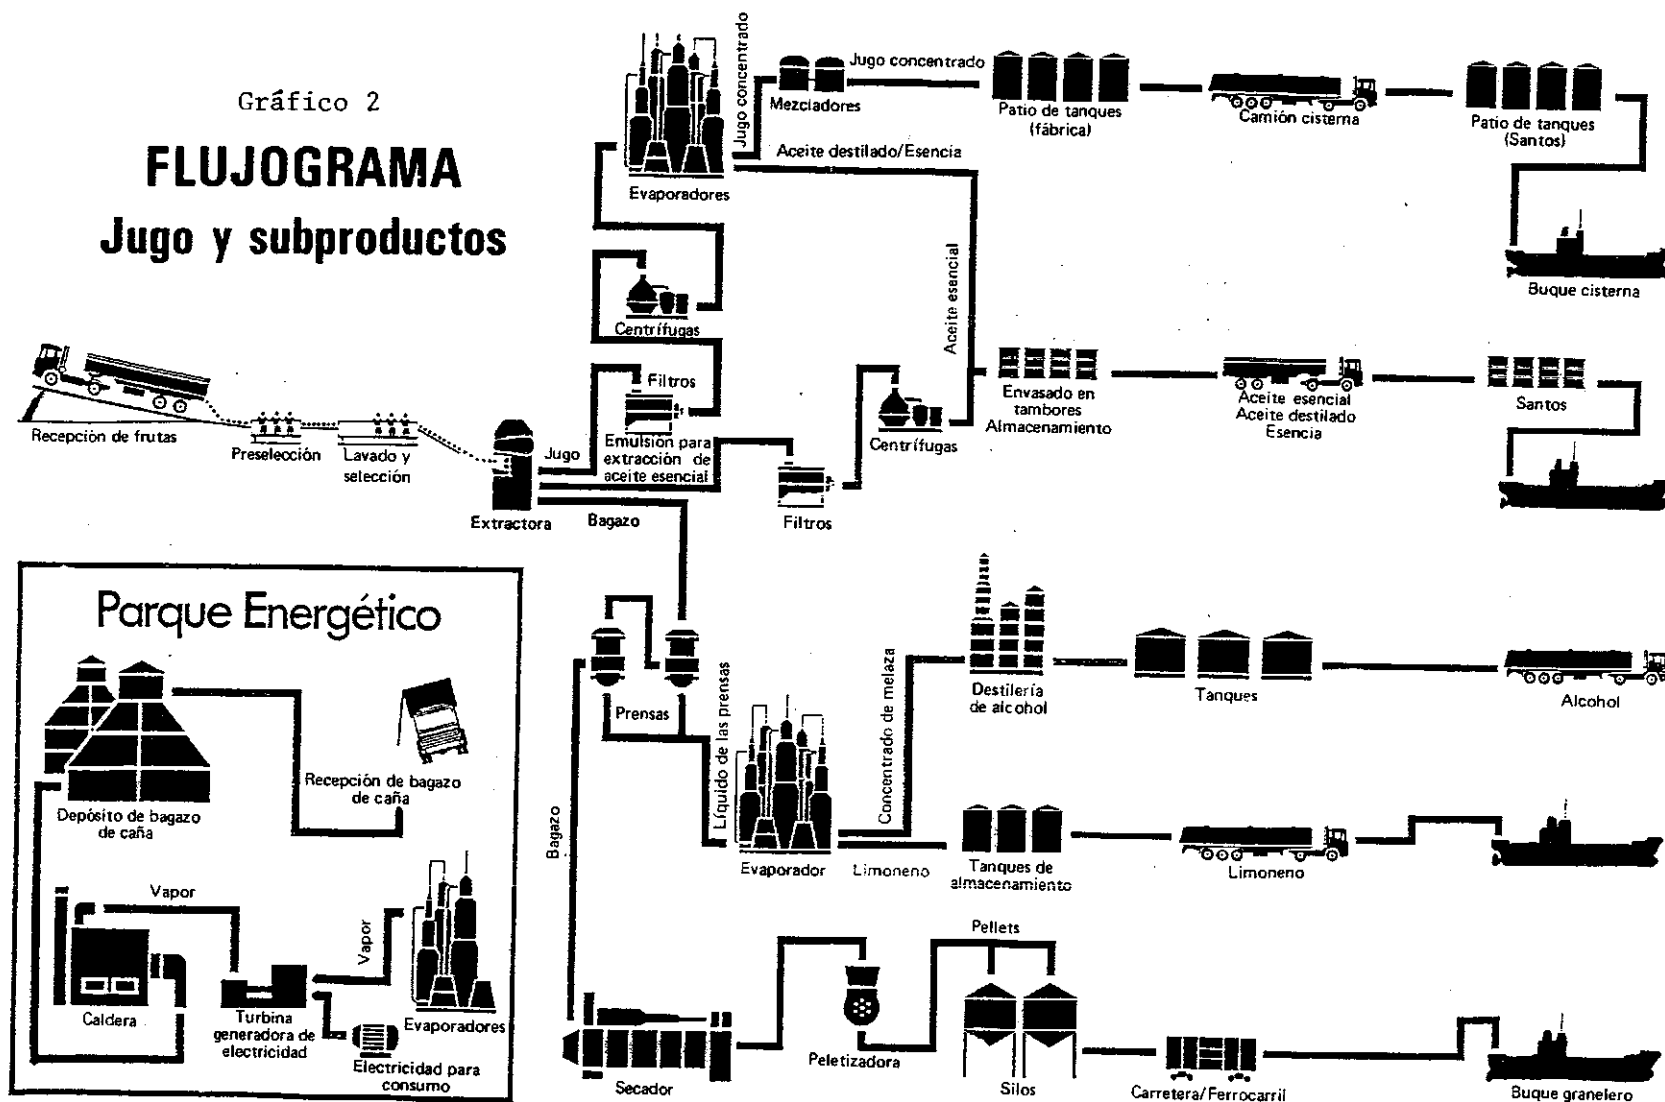 Gráfico 2
FLUJOGRAMA
Jugo y subproductos
Recepción de frutas
Preselección
Lavado y
selección
Extractora
Jugo
Emulsión para
extracción de
aceite esencial
Bagazo
Filtros
Centrífugas
Evaporadores
Jugo concentrado
Mezcladores
Jugo concentrado
Patio de tanques
(fábrica)
Camión cisterna
Patio de tanques
(Santos)
Buque cisterna
Aceite destilado/Esencia
Aceite esencial
Filtros
Centrífugas
Envasado en
tambores
Almacenamiento
Aceite esencial
Aceite destilado
Esencia
Santos
Prensas
Líquido de las prensas
Bagazo
Evaporador
Concentrado de melaza
Destilería
de alcohol
Tanques
Alcohol
Limoneno
Tanques de
almacenamiento
Limoneno
Secador
Peletizadora
Pellets
Silos
Carretera/Ferrocarril
Buque granelero
Parque Energético
Recepción de bagazo
de caña
Depósito de bagazo
de caña
Caldera
Vapor
Turbina
generadora de
electricidad
Vapor
Evaporadores
Electricidad para
consumo